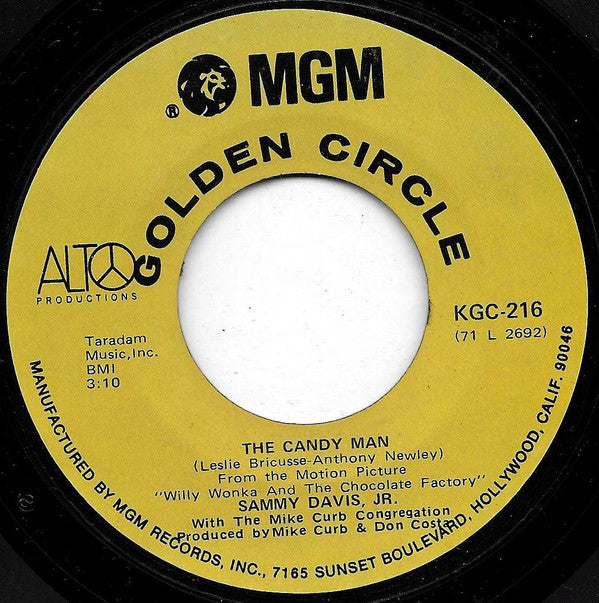 ® MGM
GOLDEN CIRCLE
ALTO
PRODUCTIONS
KGC-216
(71 L 2692)
Taradam
Music,Inc.
BMI
3:10
THE CANDY MAN
(Leslie Bricusse-Anthony Newley)
From the Motion Picture
"Willy Wonka And The Chocolate Factory"
SAMMY DAVIS, JR.
With The Mike Curb Congregation
Produced by Mike Curb & Don Costa
MANUFACTURED BY MGM RECORDS, INC., 7165 SUNSET BOULEVARD, HOLLYWOOD, CALIF. 90046